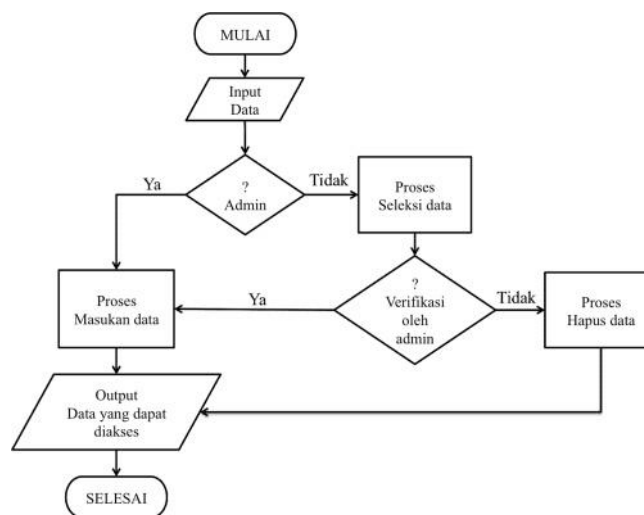 MULAI
Input
Data
?
Admin
Ya
Tidak
Proses
Seleksi data
Proses
Masukan data
Ya
?
Verifikasi
oleh
admin
Tidak
Proses
Hapus data
Output
Data yang dapat
diakses
SELESAI